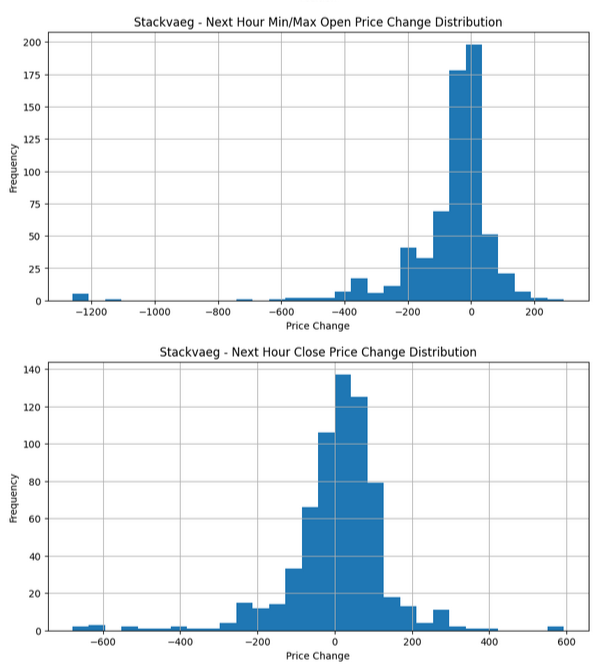 Stackvaeg - Next Hour Min/Max Open Price Change Distribution
200
175
150
125
100
75
50
25
0
Frequency
−1200 −1000 −800 −600 −400 −200 0 200
Price Change
Stackvaeg - Next Hour Close Price Change Distribution
140
120
100
80
60
40
20
0
Frequency
−600 −400 −200 0 200 400 600
Price Change